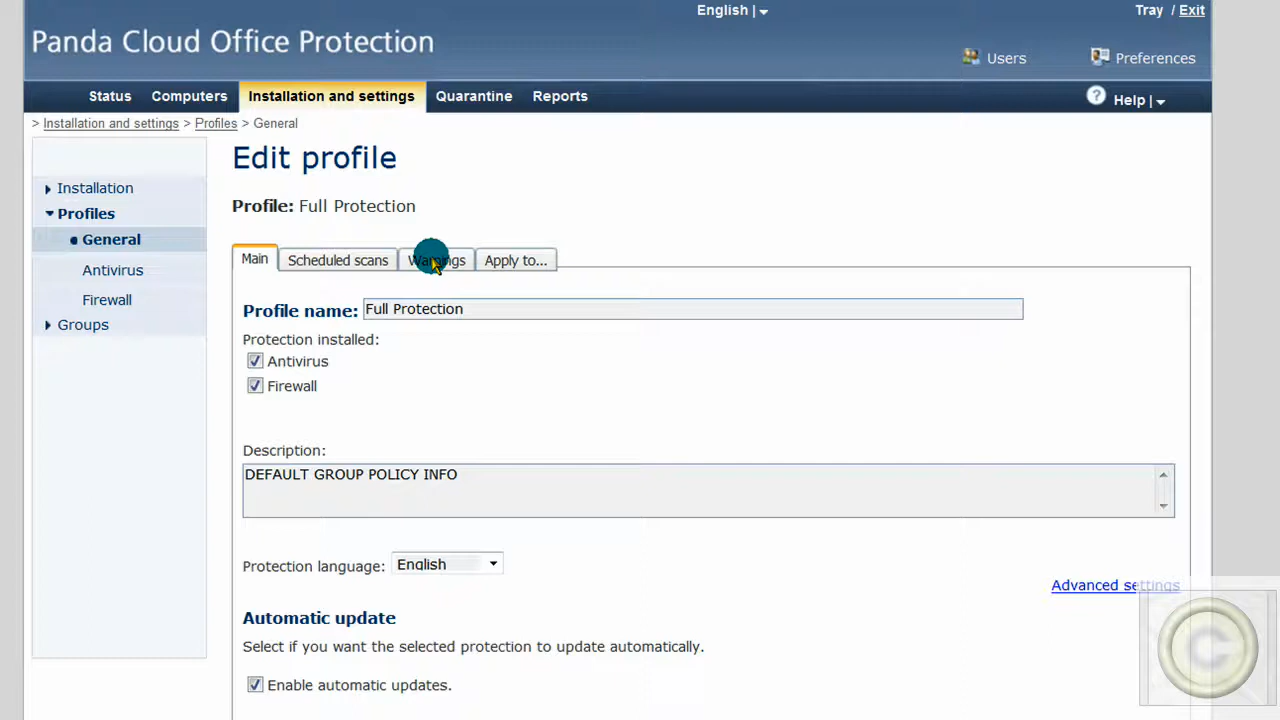 English | Tray / Exit
Panda Cloud Office Protection
Users Preferences
Status Computers Installation and settings Quarantine Reports Help |
> Installation and settings > Profiles > General
Edit profile
Installation
Profiles
General
Antivirus
Firewall
Groups
Profile: Full Protection
Main Scheduled scans Warnings Apply to...
Profile name: Full Protection
Protection installed:
Antivirus
Firewall
Description:
DEFAULT GROUP POLICY INFO
Protection language: English
Advanced settings
Automatic update
Select if you want the selected protection to update automatically.
Enable automatic updates.